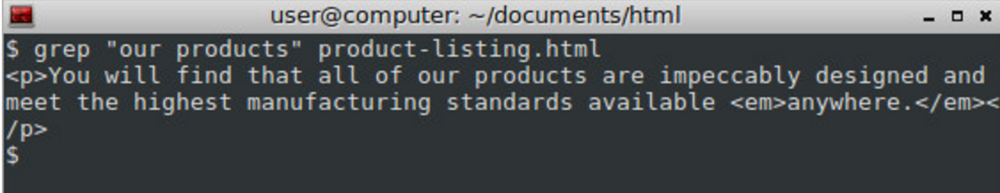 user@computer: ~/documents/html
$ grep "our products" product-listing.html
<p>You will find that all of our products are impeccably designed and
meet the highest manufacturing standards available <em>anywhere.</em><
/p>
$